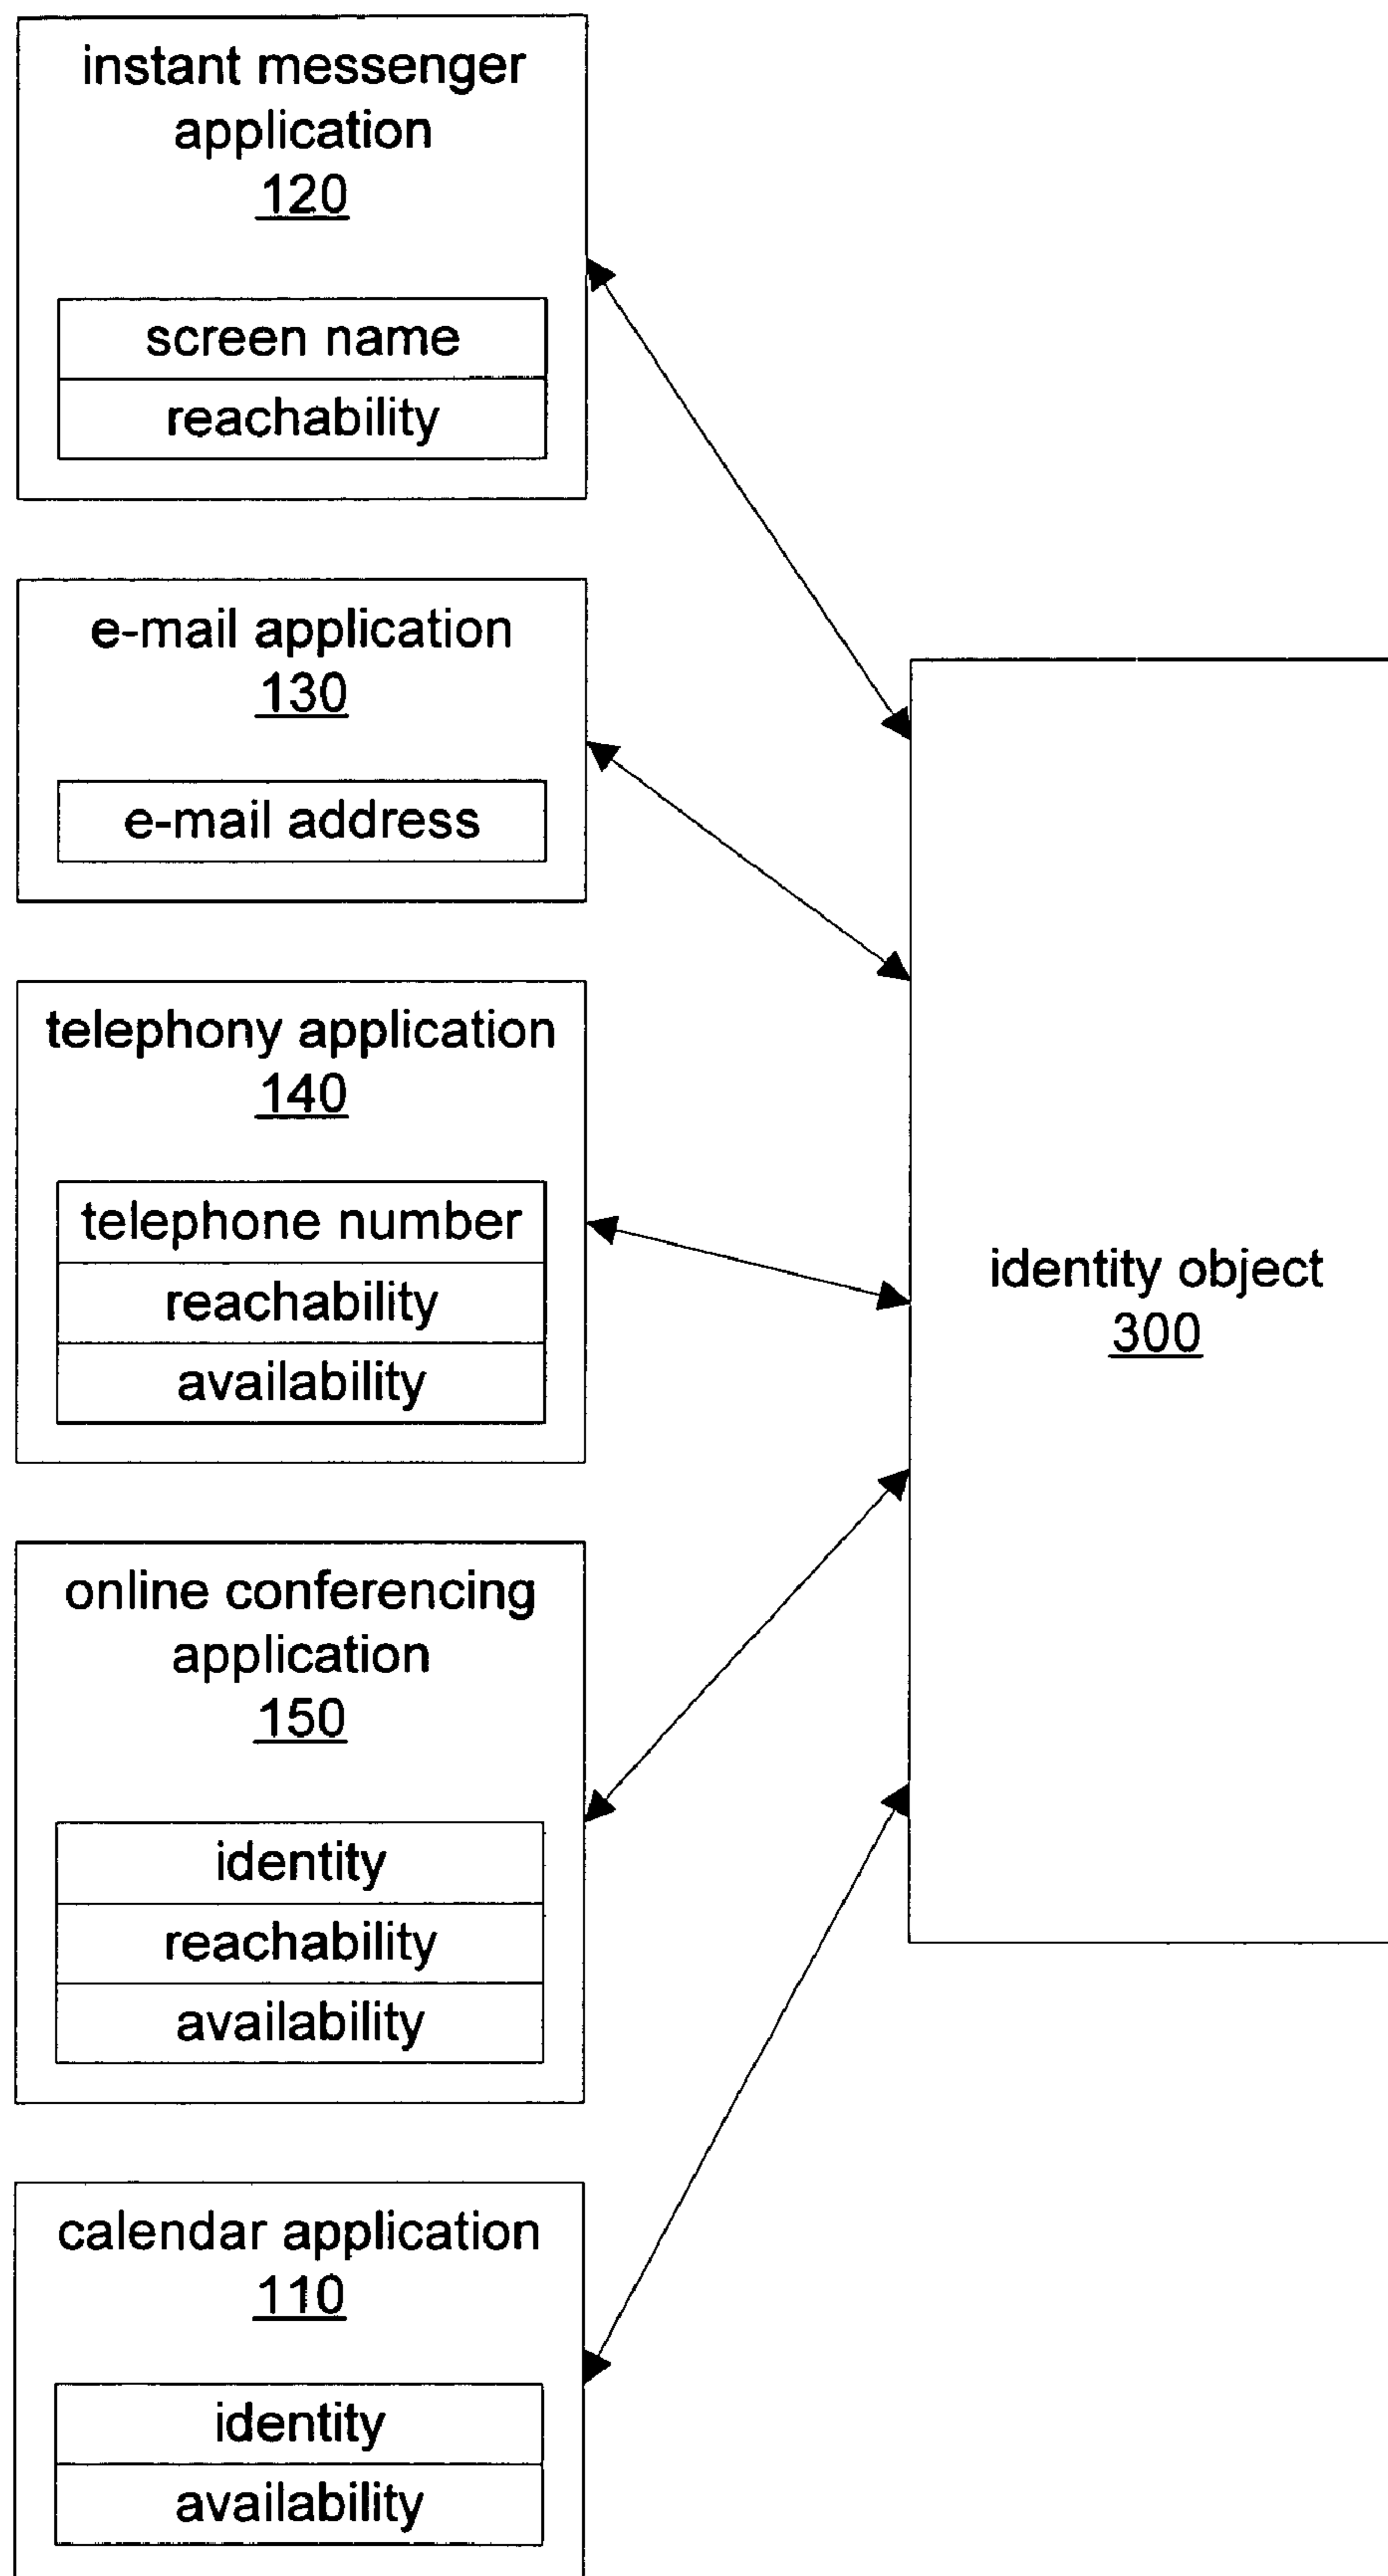 instant messenger
application
120
screen name
reachability
e-mail application
130
e-mail address
telephony application
140
telephone number
reachability
availability
identity object
300
online conferencing
application
150
identity
reachability
availability
calendar application
110
identity
availability